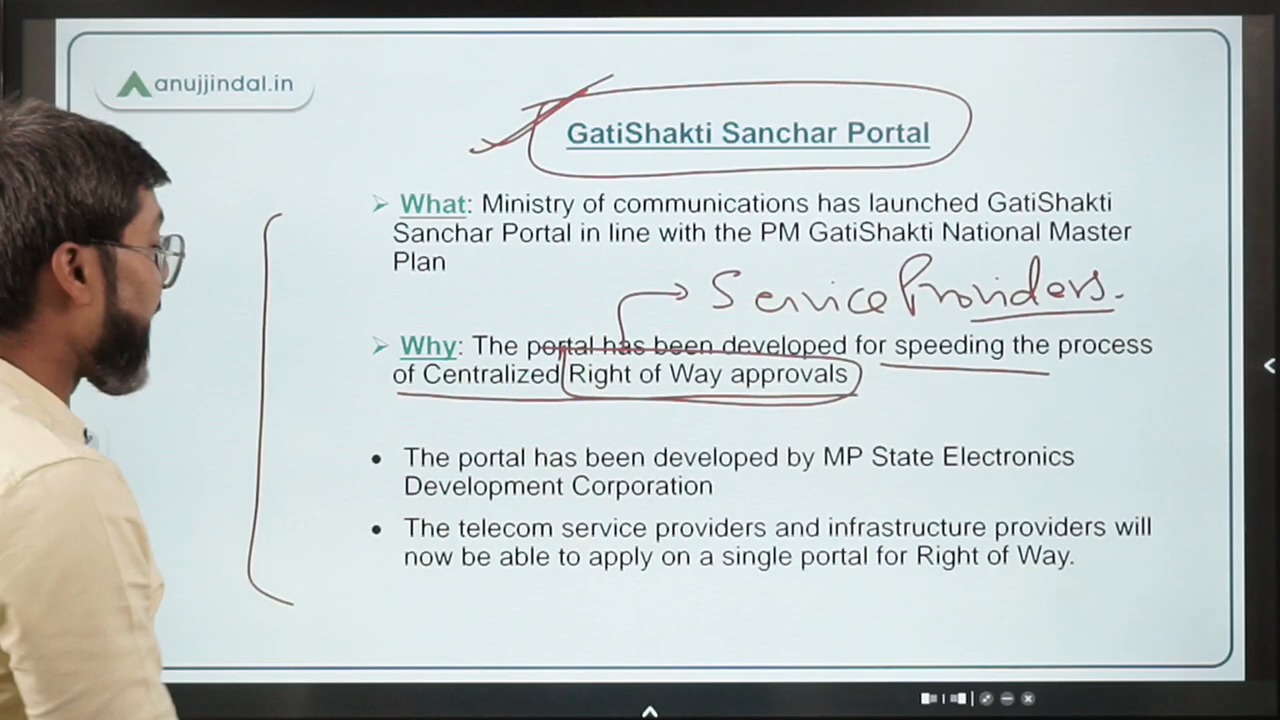 anujjindal.in
GatiShakti Sanchar Portal
What: Ministry of communications has launched GatiShakti
Sanchar Portal in line with the PM GatiShakti National Master
Plan
Service Providers.
Why: The portal has been developed for speeding the process
of Centralized Right of Way approvals
The portal has been developed by MP State Electronics
Development Corporation
The telecom service providers and infrastructure providers will
now be able to apply on a single portal for Right of Way.